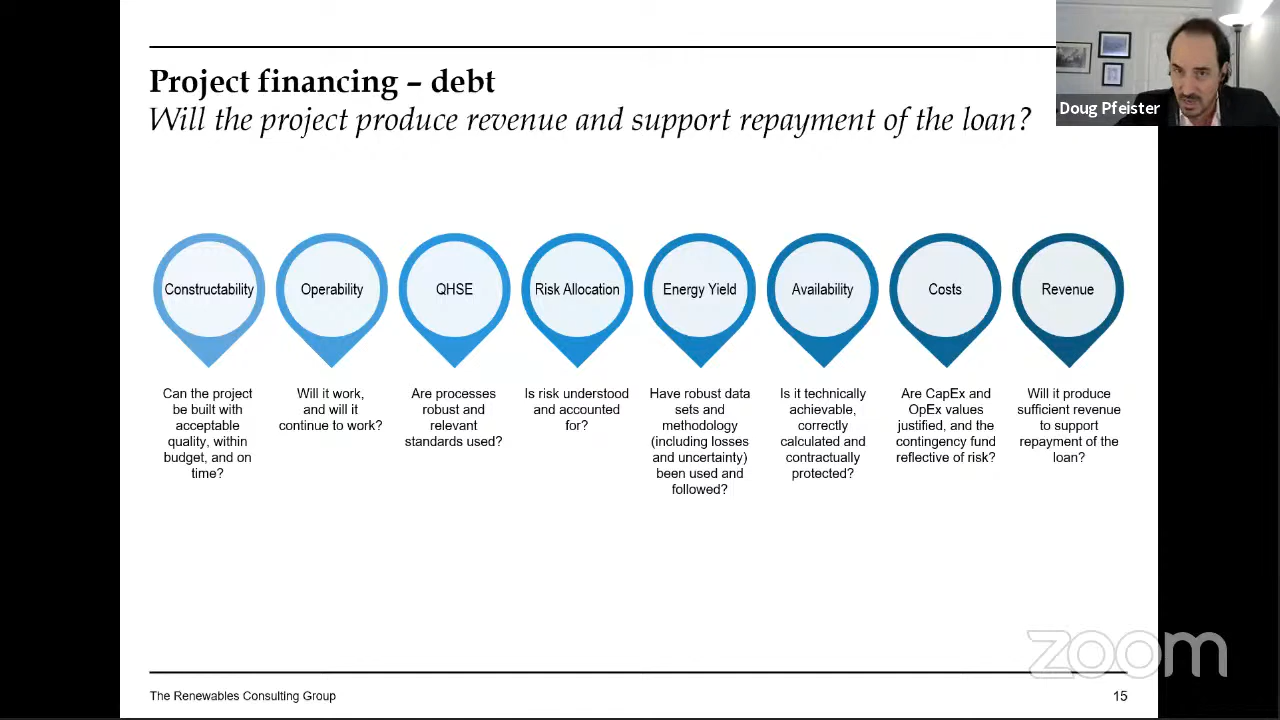 Project financing – debt
Will the project produce revenue and support repayment of the loan?
Doug Pfeister
Constructability
Operability
QHSE
Risk Allocation
Energy Yield
Availability
Costs
Revenue
Can the project
be built with
acceptable
quality, within
budget, and on
time?
Will it work,
and will it
continue to work?
Are processes
robust and
relevant
standards used?
Is risk understood
and accounted
for?
Have robust data
sets and
methodology
(including losses
and uncertainty)
been used and
followed?
Is it technically
achievable,
correctly
calculated and
contractually
protected?
Are CapEx and
OpEx values
justified, and the
contingency fund
reflective of risk?
Will it produce
sufficient revenue
to support
repayment of the
loan?
zoom
The Renewables Consulting Group
15